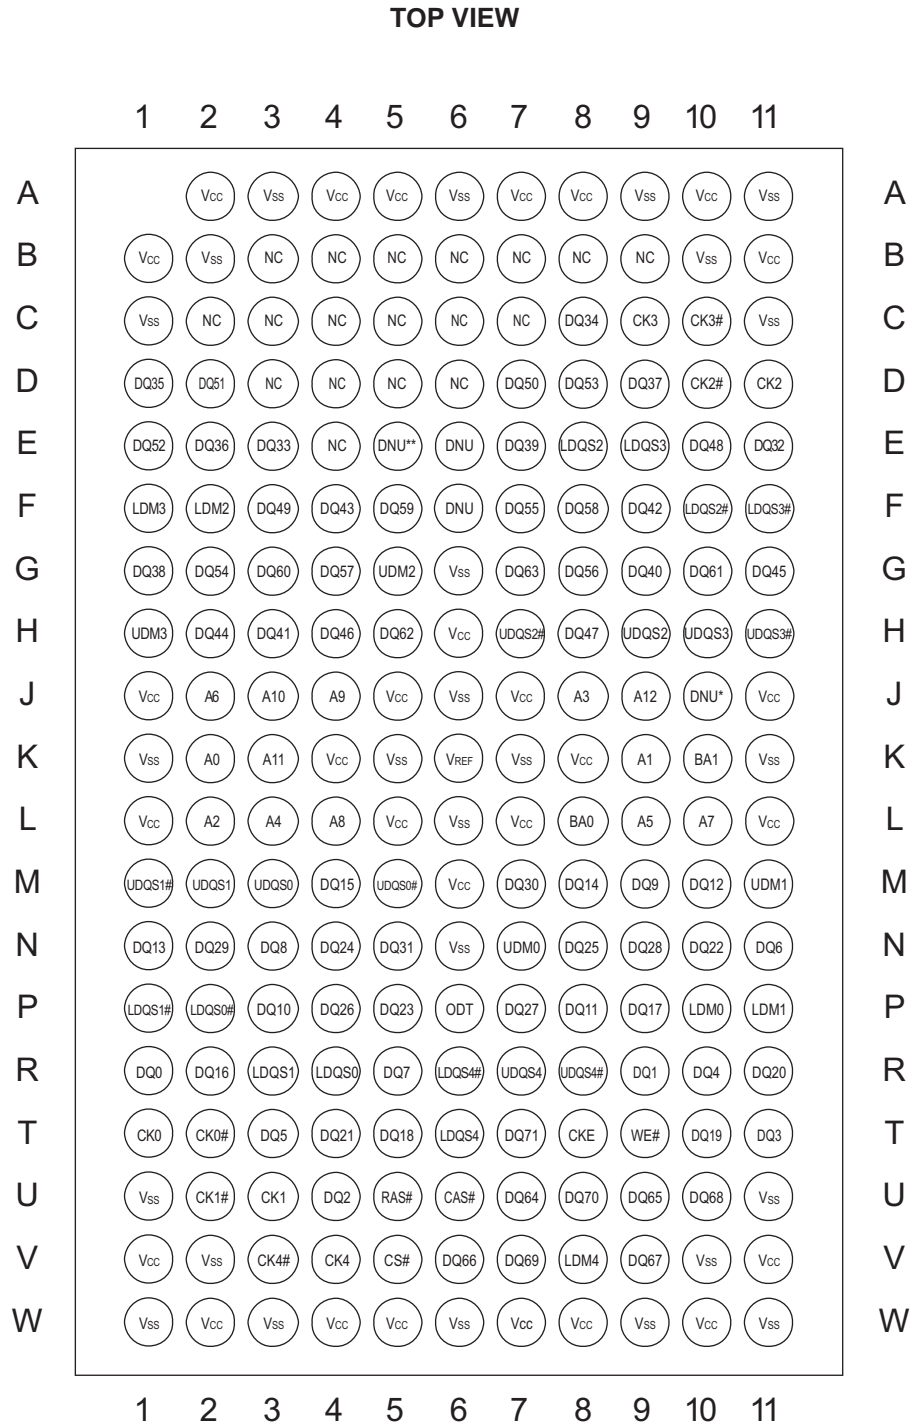 TOP VIEW
1 2 3 4 5 6 7 8 9 10 11
A Vcc Vss Vcc Vcc Vss Vcc Vcc Vss Vcc Vss A
B Vcc Vss NC NC NC NC NC NC NC Vss Vcc B
C Vss NC NC NC NC NC NC DQ34 CK3 CK3# Vss C
D DQ35 DQ51 NC NC NC NC DQ50 DQ53 DQ37 CK2# CK2 D
E DQ52 DQ36 DQ33 NC DNU** DNU DQ39 LDQS2 LDQS3 DQ48 DQ32 E
F LDM3 LDM2 DQ49 DQ43 DQ59 DNU DQ55 DQ58 DQ42 LDQS2# LDQS3# F
G DQ38 DQ54 DQ60 DQ57 UDM2 Vss DQ63 DQ56 DQ40 DQ61 DQ45 G
H UDM3 DQ44 DQ41 DQ46 DQ62 Vcc UDQS2# DQ47 UDQS2 UDQS3 UDQS3# H
J Vcc A6 A10 A9 Vcc Vss Vcc A3 A12 DNU* Vcc J
K Vss A0 A11 Vcc Vss VREF Vss Vcc A1 BA1 Vss K
L Vcc A2 A4 A8 Vcc Vss Vcc BA0 A5 A7 Vcc L
M UDQS1# UDQS1 UDQS0 DQ15 UDQS0# Vcc DQ30 DQ14 DQ9 DQ12 UDM1 M
N DQ13 DQ29 DQ8 DQ24 DQ31 Vss UDM0 DQ25 DQ28 DQ22 DQ6 N
P LDQS1# LDQS0# DQ10 DQ26 DQ23 ODT DQ27 DQ11 DQ17 LDM0 LDM1 P
R DQ0 DQ16 LDQS1 LDQS0 DQ7 LDQS4# UDQS4 UDQS4# DQ1 DQ4 DQ20 R
T CK0 CK0# DQ5 DQ21 DQ18 LDQS4 DQ71 CKE WE# DQ19 DQ3 T
U Vss CK1# CK1 DQ2 RAS# CAS# DQ64 DQ70 DQ65 DQ68 Vss U
V Vcc Vss CK4# CK4 CS# DQ66 DQ69 LDM4 DQ67 Vss Vcc V
W Vss Vcc Vss Vcc Vcc Vss Vcc Vcc Vss Vcc Vss W
1 2 3 4 5 6 7 8 9 10 11